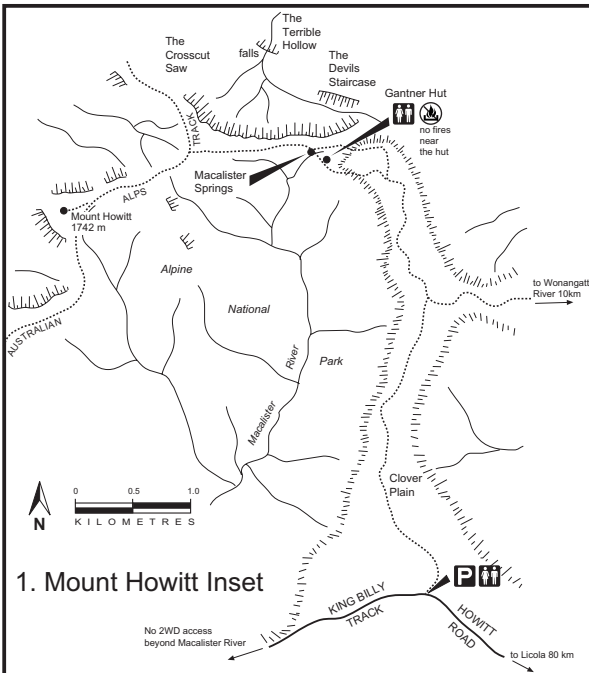 The
Terrible
Hollow
The
Crosscut
Saw
falls
The
Devils
Staircase
Gantner Hut
no fires
near
the hut
TRACK
Macalister
Springs
ALPS
Mount Howitt
1742 m
Alpine
to Wonangatt
River 10km
National
AUSTRALIAN
River
Park
Macalister
Clover
Plain
0 0.5 1.0
KILOMETRES
N
1. Mount Howitt Inset
P
KING BILLY
TRACK
HOWITT
ROAD
No 2WD access
beyond Macalister River
to Licola 80 km